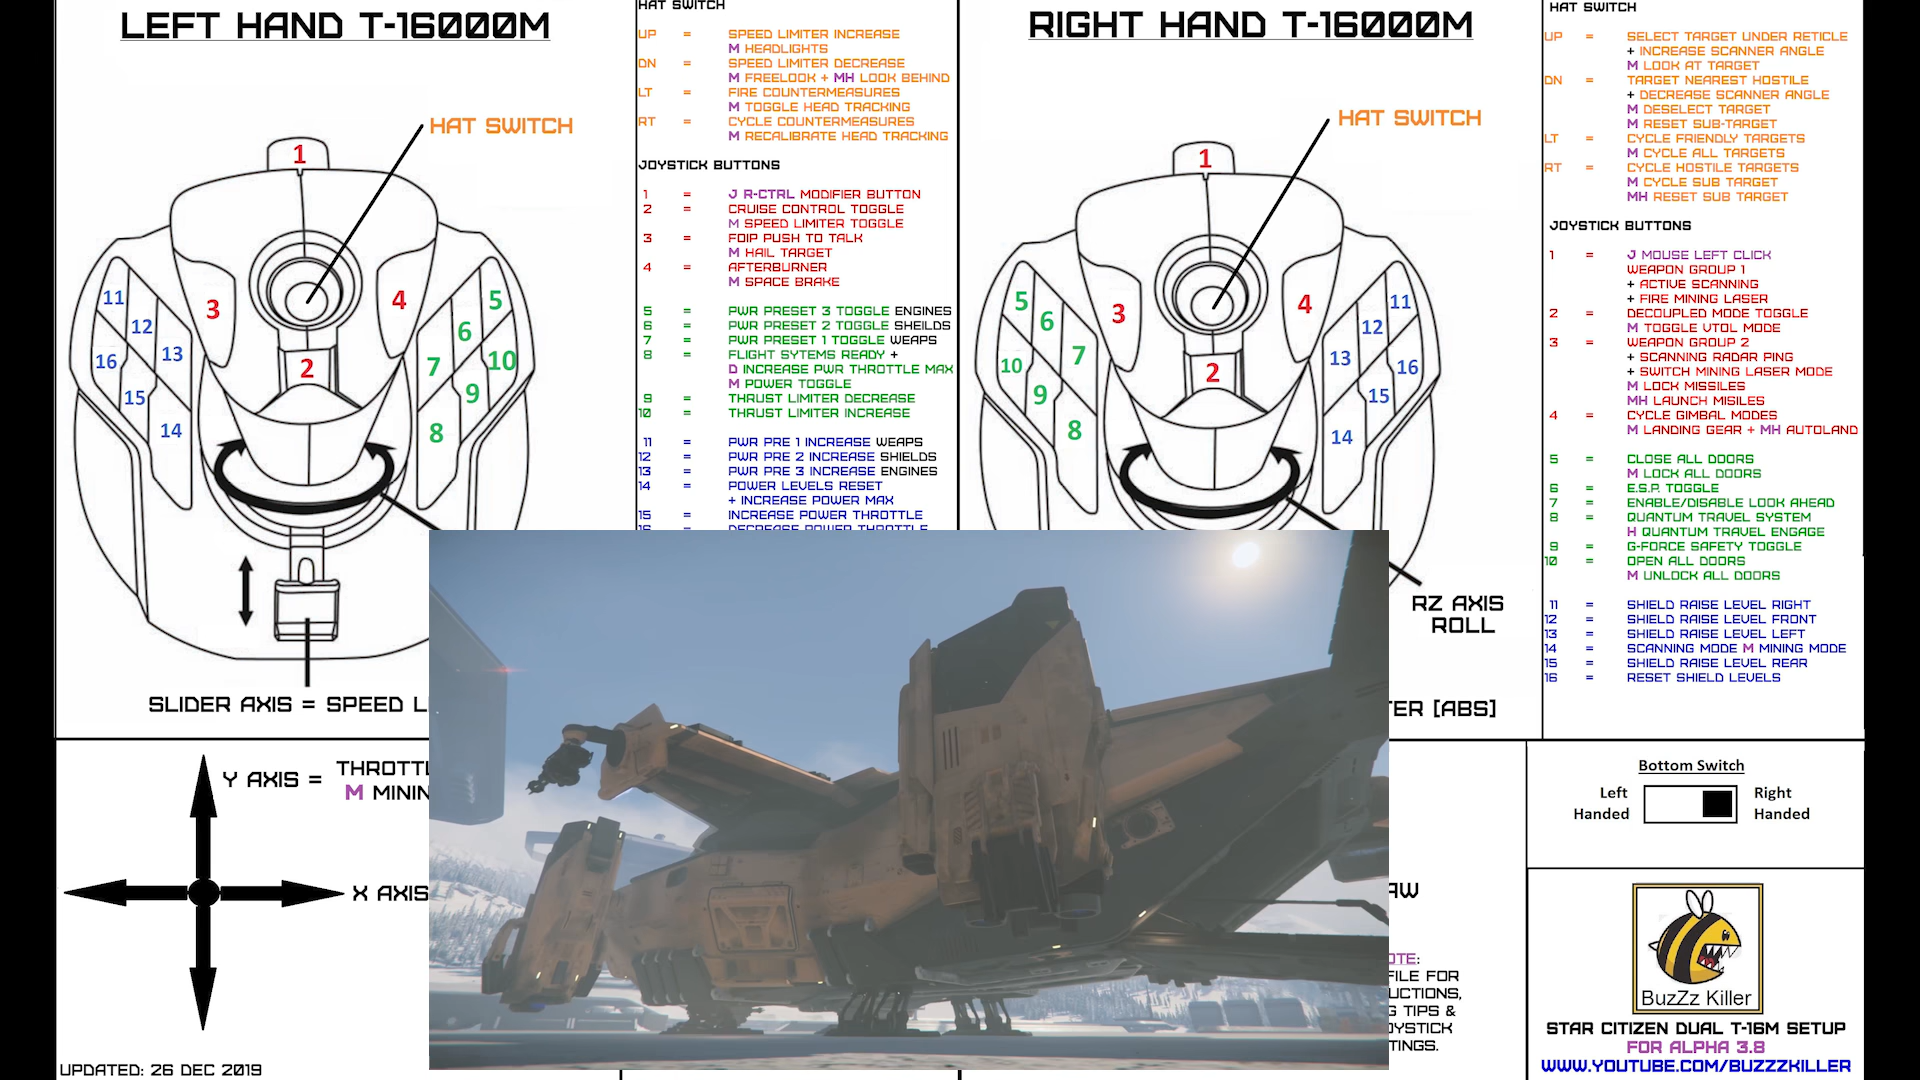 LEFT HAND T-16000M
HAT SWITCH
1
3
4
2
11
12
13
16
15
14
5
6
7
10
9
8
SLIDER AXIS = SPEED L
Y AXIS =
THROTTL
M MININ
X AXIS
UPDATED: 26 DEC 2019
HAT SWITCH
UP = SPEED LIMITER INCREASE
M HEADLIGHTS
DN = SPEED LIMITER DECREASE
M FREELOOK + MH LOOK BEHIND
LT = FIRE COUNTERMEASURES
M TOGGLE HEAD TRACKING
RT = CYCLE COUNTERMEASURES
M RECALIBRATE HEAD TRACKING
JOYSTICK BUTTONS
1 = J R-CTRL MODIFIER BUTTON
2 = CRUISE CONTROL TOGGLE
M SPEED LIMITER TOGGLE
3 = FOIP PUSH TO TALK
M HAIL TARGET
4 = AFTERBURNER
M SPACE BRAKE
5 = PWR PRESET 3 TOGGLE ENGINES
6 = PWR PRESET 2 TOGGLE SHEILDS
7 = PWR PRESET 1 TOGGLE WEAPS
8 = FLIGHT SYTEMS READY +
D INCREASE PWR THROTTLE MAX
M POWER TOGGLE
9 = THRUST LIMITER DECREASE
10 = THRUST LIMITER INCREASE
11 = PWR PRE 1 INCREASE WEAPS
12 = PWR PRE 2 INCREASE SHIELDS
13 = PWR PRE 3 INCREASE ENGINES
14 = POWER LEVELS RESET
+ INCREASE POWER MAX
15 = INCREASE POWER THROTTLE
16 = DECREASE POWER THROTTLE
RIGHT HAND T-16000M
HAT SWITCH
1
3
4
2
5
6
7
10
9
8
11
12
13
16
15
14
RZ AXIS
ROLL
TER [ABS]
HAT SWITCH
UP = SELECT TARGET UNDER RETICLE
+ INCREASE SCANNER ANGLE
M LOOK AT TARGET
DN = TARGET NEAREST HOSTILE
+ DECREASE SCANNER ANGLE
M DESELECT TARGET
M RESET SUB-TARGET
LT = CYCLE FRIENDLY TARGETS
M CYCLE ALL TARGETS
RT = CYCLE HOSTILE TARGETS
M CYCLE SUB TARGET
MH RESET SUB TARGET
JOYSTICK BUTTONS
1 = J MOUSE LEFT CLICK
WEAPON GROUP 1
+ ACTIVE SCANNING
+ FIRE MINING LASER
2 = DECOUPLED MODE TOGGLE
M TOGGLE VTOL MODE
3 = WEAPON GROUP 2
+ SCANNING RADAR PING
+ SWITCH MINING LASER MODE
M LOCK MISSILES
MH LAUNCH MISILES
4 = CYCLE GIMBAL MODES
M LANDING GEAR + MH AUTOLAND
5 = CLOSE ALL DOORS
M LOCK ALL DOORS
6 = E.S.P. TOGGLE
7 = ENABLE/DISABLE LOOK AHEAD
8 = QUANTUM TRAVEL SYSTEM
H QUANTUM TRAVEL ENGAGE
9 = G-FORCE SAFETY TOGGLE
10 = OPEN ALL DOORS
M UNLOCK ALL DOORS
11 = SHIELD RAISE LEVEL RIGHT
12 = SHIELD RAISE LEVEL FRONT
13 = SHIELD RAISE LEVEL LEFT
14 = SCANNING MODE M MINING MODE
15 = SHIELD RAISE LEVEL REAR
16 = RESET SHIELD LEVELS
AW
OTE:
FILE FOR
UCTIONS,
G TIPS &
OYSTICK
TINGS.
Bottom Switch
Left
Handed
Right
Handed
BuzZz Killer
STAR CITIZEN DUAL T-16M SETUP
FOR ALPHA 3.8
WWW.YOUTUBE.COM/BUZZZKILLER